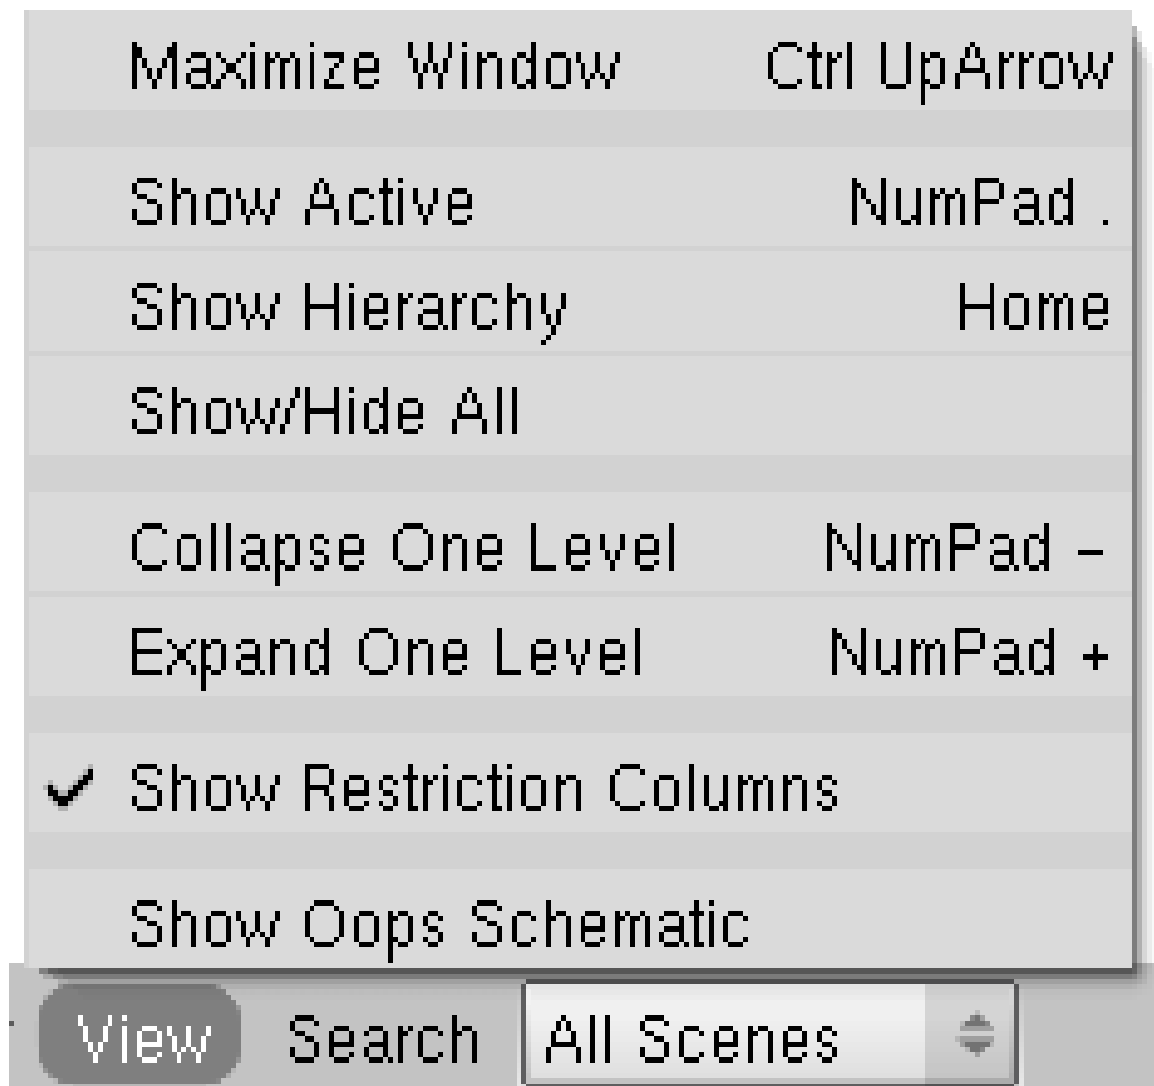 Maximize Window Ctrl UpArrow
Show Active NumPad .
Show Hierarchy Home
Show/Hide All
Collapse One Level NumPad -
Expand One Level NumPad +
Show Restriction Columns
Show Oops Schematic
View Search All Scenes